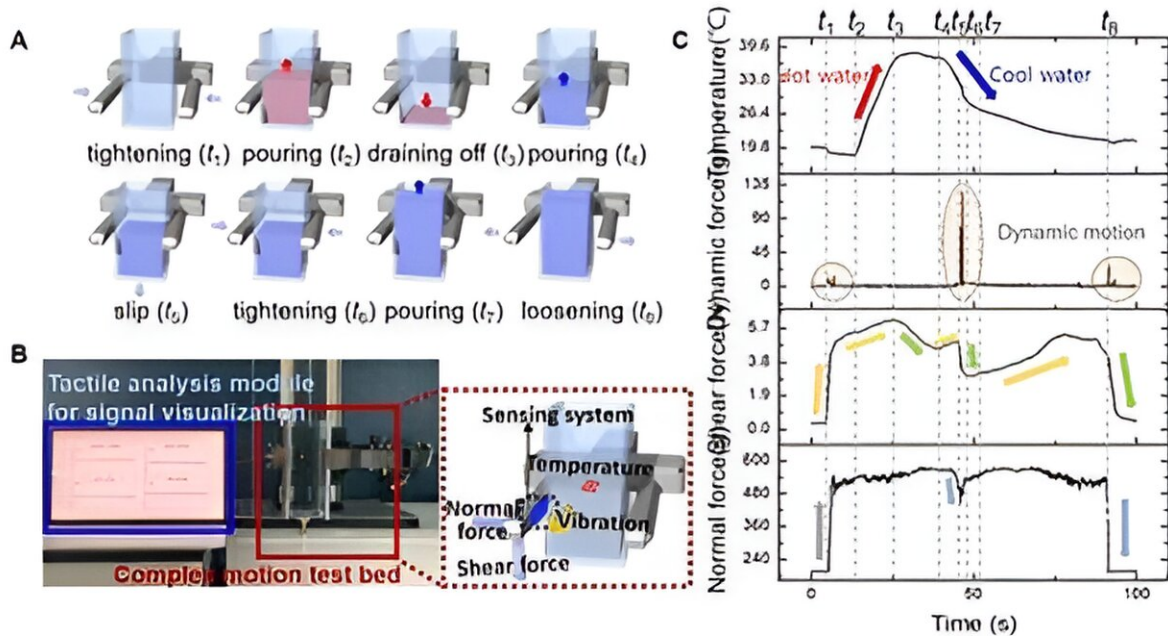 A
tightening (t₁) pouring (t₂) draining off (t₃) pouring (t₄)
slip (t₅) tightening (t₆) pouring (t₇) loosening (t₈)
B
Tactile analysis module
for signal visualization
Complex motion test bed
Sensing system
Temperature
Normal
force
Vibration
Shear force
C
t₁ t₂ t₃ t₄ t₅ t₆ t₇ t₈
Temperature (°C)
39.6
33.0
26.4
19.8
Hot water
Cool water
Dynamic force (g)
135
90
45
0
Dynamic motion
Shear force
5.7
3.8
1.9
0.0
Normal force
600
480
360
240
0 50 100
Time (s)